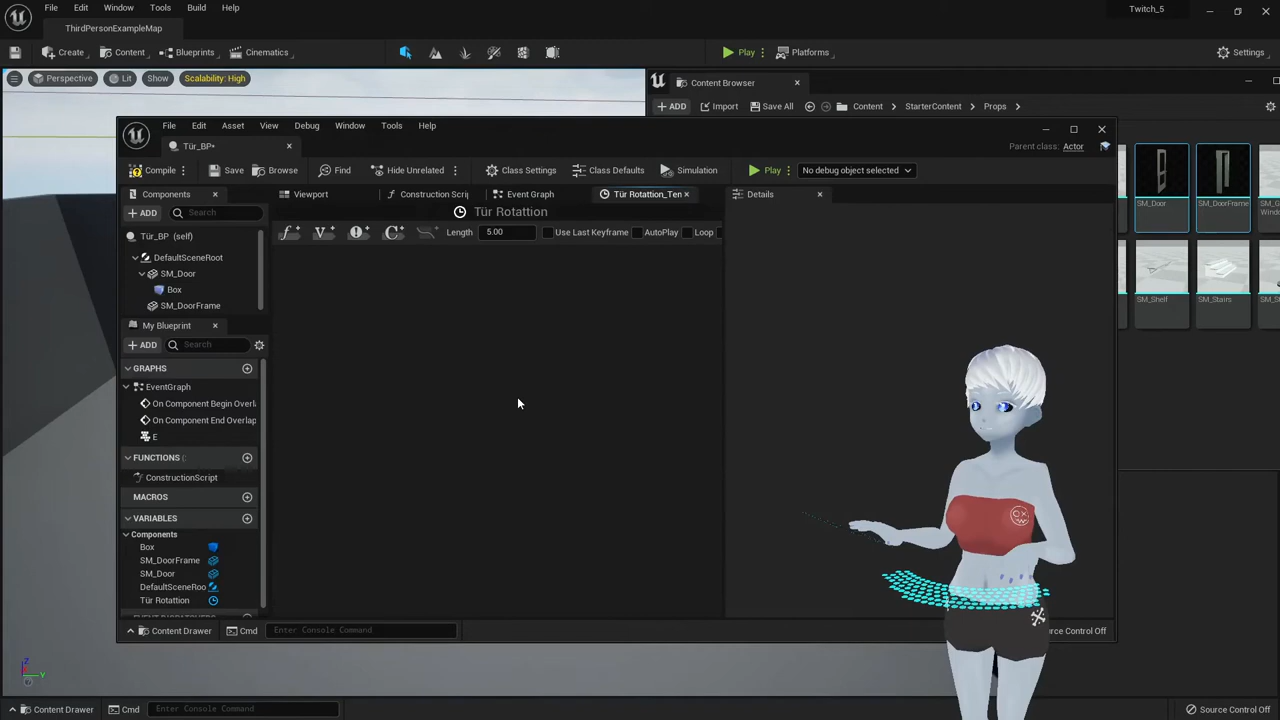 File Edit Window Tools Build Help
Twitch_5
ThirdPersonExampleMap
Create Content Blueprints Cinematics Play Platforms Settings
Perspective Lit Show Scalability: High
Content Browser
ADD Import Save All Content StarterContent Props
File Edit Asset View Debug Window Tools Help
Tür_BP*
Parent class: Actor
Compile Save Browse Find Hide Unrelated Class Settings Class Defaults Simulation Play No debug object selected
Components Viewport Construction Scrip Event Graph Tür Rotattion_Ten Details
ADD Search
Tür Rotattion
Length 5.00 Use Last Keyframe AutoPlay Loop
Tür_BP (self)
DefaultSceneRoot
SM_Door
Box
SM_DoorFrame
SM_Door SM_DoorFrame
SM_Shelf SM_Stairs
My Blueprint
ADD Search
GRAPHS
EventGraph
On Component Begin Overl
On Component End Overlap
E
FUNCTIONS
ConstructionScript
MACROS
VARIABLES
Components
Box
SM_DoorFrame
SM_Door
DefaultSceneRoo
Tür Rotattion
Content Drawer Cmd Enter Console Command urce Control Off
Content Drawer Cmd Enter Console Command Source Control Off